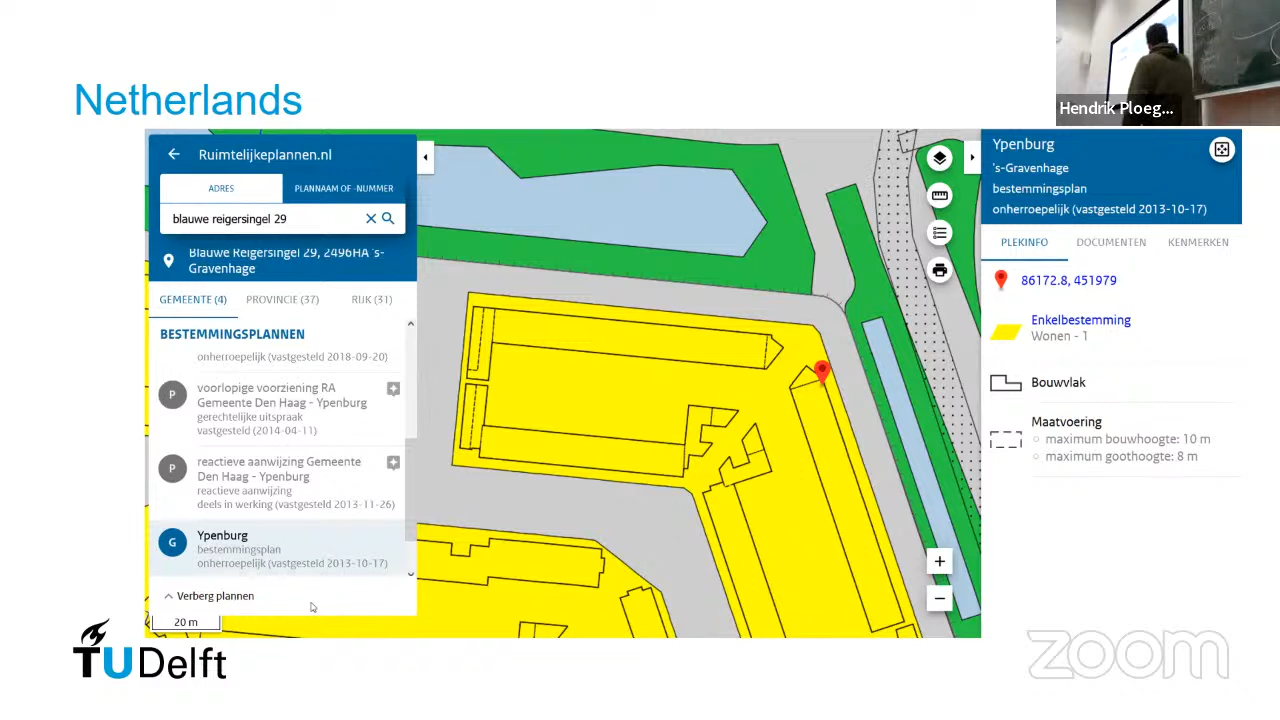 Netherlands
Hendrik Ploeg...
Ruimtelijkeplannen.nl
ADRES
PLANNAAM OF -NUMMER
blauwe reigersingel 29
Blauwe Reigersingel 29, 2496HA 's-
Gravenhage
GEMEENTE (4)
PROVINCIE (37)
RIJK (31)
BESTEMMINGSPLANNEN
onherroepelijk (vastgesteld 2018-09-20)
P
voorlopige voorziening RA
Gemeente Den Haag - Ypenburg
gerechtelijke uitspraak
vastgesteld (2014-04-11)
P
reactieve aanwijzing Gemeente
Den Haag - Ypenburg
reactieve aanwijzing
deels in werking (vastgesteld 2013-11-26)
G
Ypenburg
bestemmingsplan
onherroepelijk (vastgesteld 2013-10-17)
Verberg plannen
20 m
Ypenburg
's-Gravenhage
bestemmingsplan
onherroepelijk (vastgesteld 2013-10-17)
PLEKINFO
DOCUMENTEN
KENMERKEN
86172.8, 451979
Enkelbestemming
Wonen - 1
Bouwvlak
Maatvoering
maximum bouwhoogte: 10 m
maximum goothoogte: 8 m
+
−
TU Delft
zoom